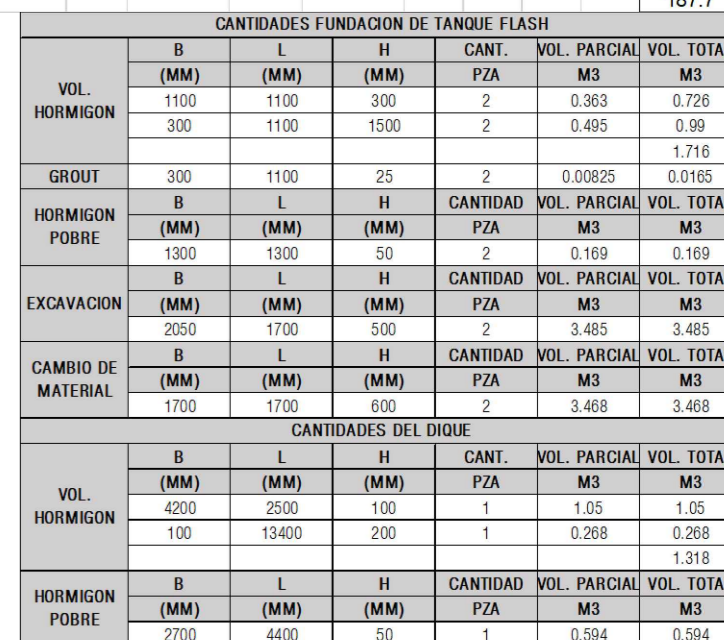 187.7
CANTIDADES FUNDACION DE TANQUE FLASH
VOL. HORMIGON B L H CANT. VOL. PARCIAL VOL. TOTA
(MM) (MM) (MM) PZA M3 M3
1100 1100 300 2 0.363 0.726
300 1100 1500 2 0.495 0.99
1.716
GROUT 300 1100 25 2 0.00825 0.0165
HORMIGON POBRE B L H CANTIDAD VOL. PARCIAL VOL. TOTA
(MM) (MM) (MM) PZA M3 M3
1300 1300 50 2 0.169 0.169
EXCAVACION B L H CANTIDAD VOL. PARCIAL VOL. TOTA
(MM) (MM) (MM) PZA M3 M3
2050 1700 500 2 3.485 3.485
CAMBIO DE MATERIAL B L H CANTIDAD VOL. PARCIAL VOL. TOTA
(MM) (MM) (MM) PZA M3 M3
1700 1700 600 2 3.468 3.468
CANTIDADES DEL DIQUE
VOL. HORMIGON B L H CANT. VOL. PARCIAL VOL. TOTA
(MM) (MM) (MM) PZA M3 M3
4200 2500 100 1 1.05 1.05
100 13400 200 1 0.268 0.268
1.318
HORMIGON POBRE B L H CANTIDAD VOL. PARCIAL VOL. TOTA
(MM) (MM) (MM) PZA M3 M3
2700 4400 50 1 0.594 0.594